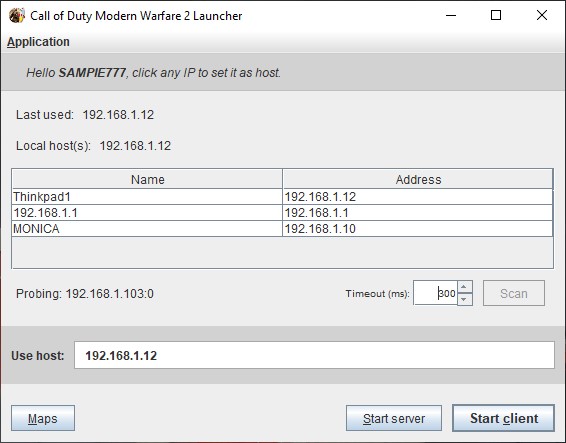 Call of Duty Modern Warfare 2 Launcher
Application
Hello SAMPIE777, click any IP to set it as host.
Last used: 192.168.1.12
Local host(s): 192.168.1.12
Name Address
Thinkpad1 192.168.1.12
192.168.1.1 192.168.1.1
MONICA 192.168.1.10
Probing: 192.168.1.103:0 Timeout (ms): 300 Scan
Use host: 192.168.1.12
Maps Start server Start client